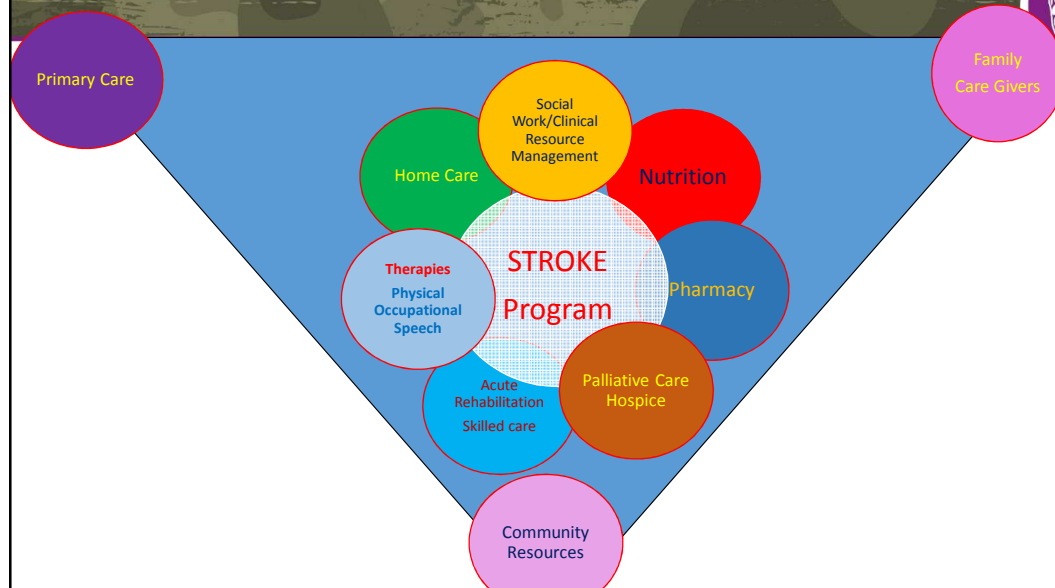 Primary Care
Family
Care Givers
Social
Work/Clinical
Resource
Management
Home Care
Nutrition
STROKE
Program
Therapies
Physical
Occupational
Speech
Pharmacy
Acute
Rehabilitation
Skilled care
Palliative Care
Hospice
Community
Resources